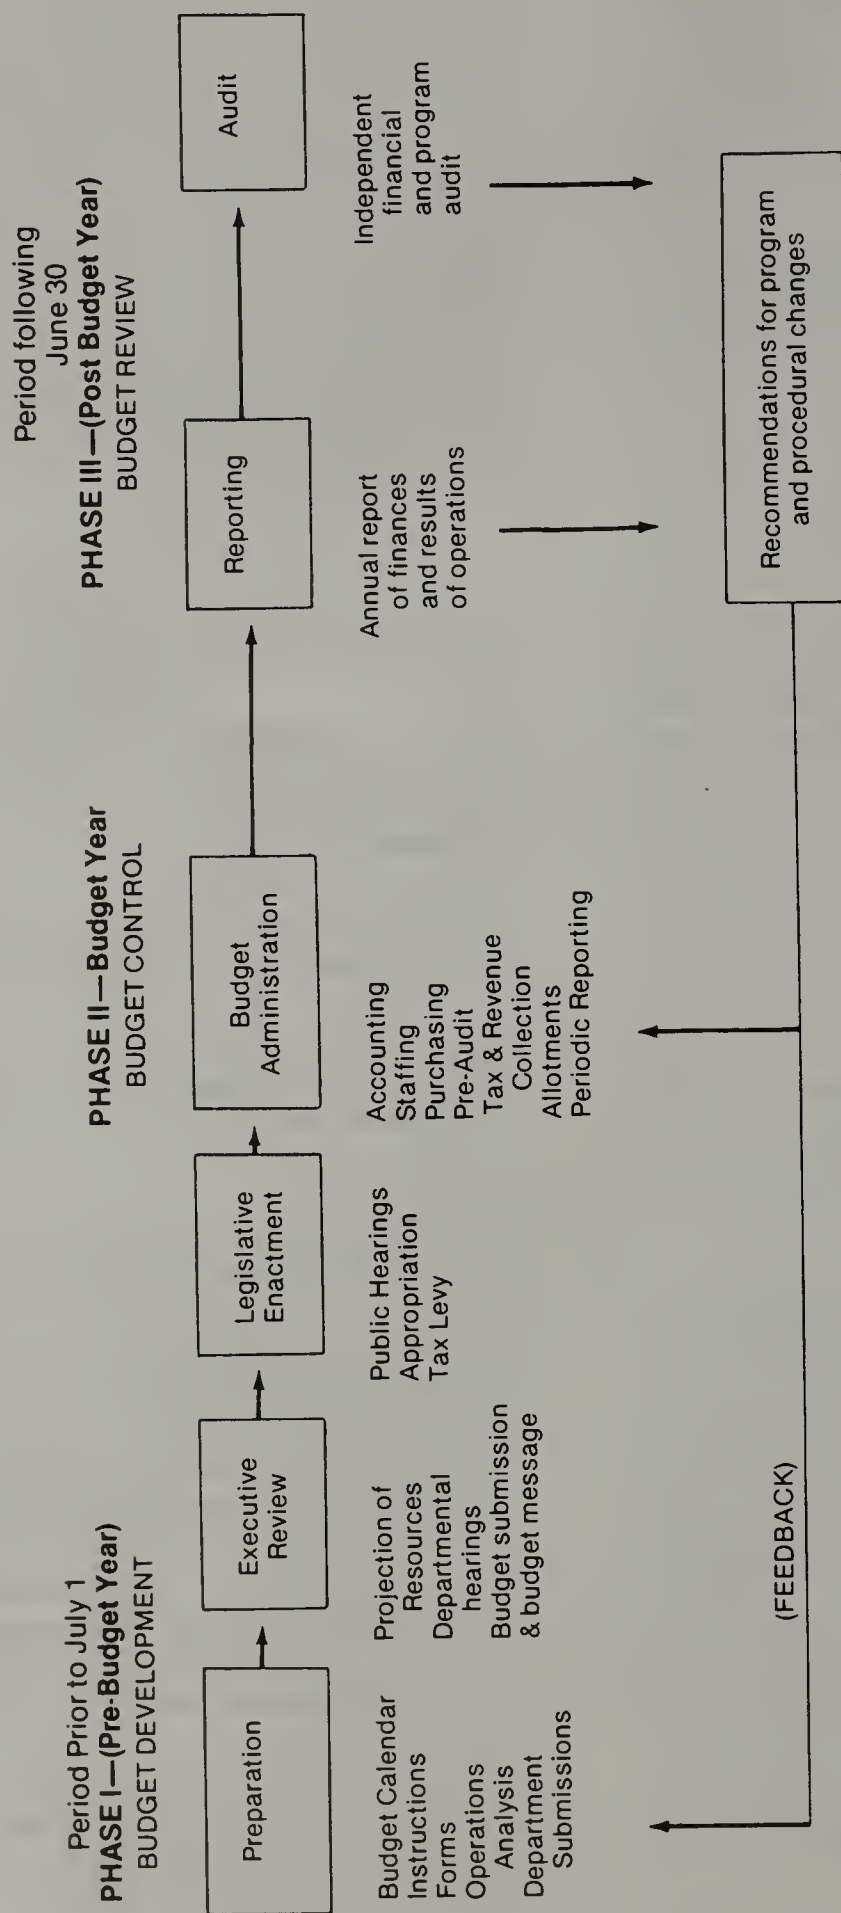 Period Prior to July 1
PHASE I—(Pre-Budget Year)
BUDGET DEVELOPMENT
PHASE II—Budget Year
BUDGET CONTROL
Period following
June 30
PHASE III—(Post Budget Year)
BUDGET REVIEW
Preparation
Executive
Review
Legislative
Enactment
Budget
Administration
Reporting
Audit
Budget Calendar
Instructions
Forms
Operations
Analysis
Department
Submissions
Projection of
Resources
Departmental
hearings
Budget submission
& budget message
Public Hearings
Appropriation
Tax Levy
Accounting
Staffing
Purchasing
Pre-Audit
Tax & Revenue
Collection
Allotments
Periodic Reporting
Annual report
of finances
and results
of operations
Independent
financial
and program
audit
(FEEDBACK)
Recommendations for program
and procedural changes